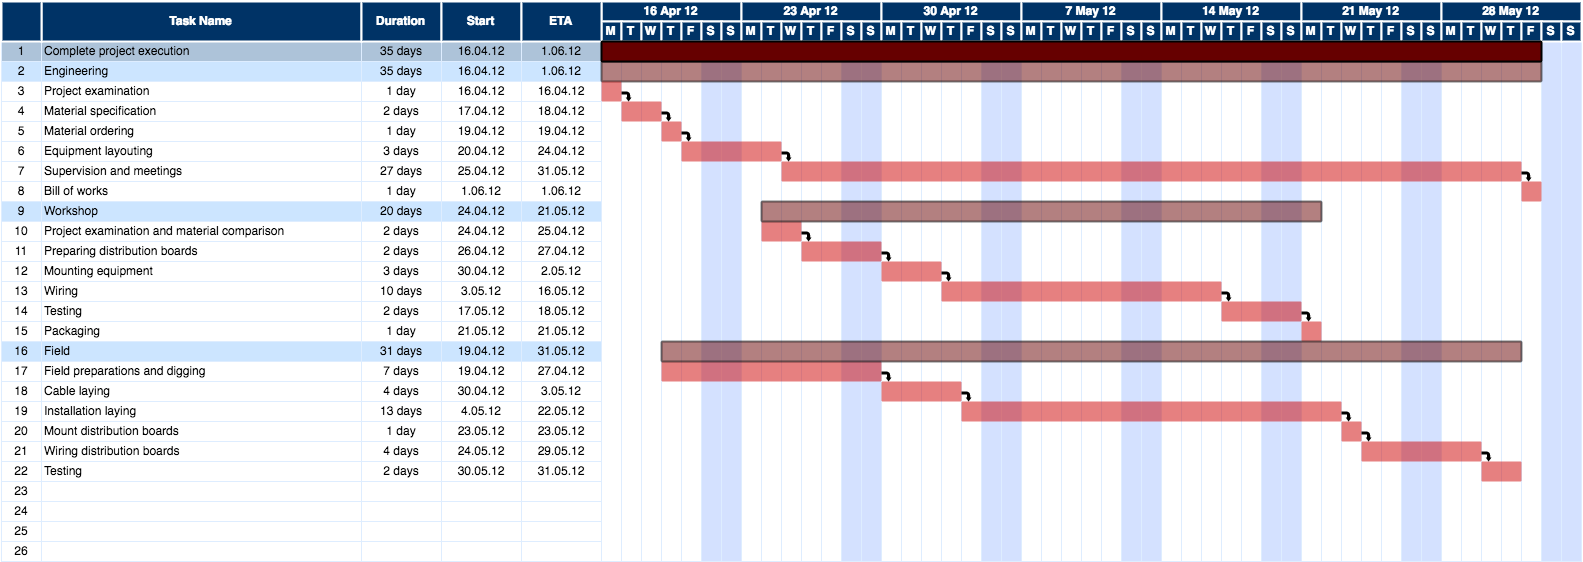 Task Name Duration Start ETA 16 Apr 12 23 Apr 12 30 Apr 12 7 May 12 14 May 12 21 May 12 28 May 12
M T W T F S S M T W T F S S M T W T F S S M T W T F S S M T W T F S S M T W T F S S M T W T F S S
1 Complete project execution 35 days 16.04.12 1.06.12
2 Engineering 35 days 16.04.12 1.06.12
3 Project examination 1 day 16.04.12 16.04.12
4 Material specification 2 days 17.04.12 18.04.12
5 Material ordering 1 day 19.04.12 19.04.12
6 Equipment layouting 3 days 20.04.12 24.04.12
7 Supervision and meetings 27 days 25.04.12 31.05.12
8 Bill of works 1 day 1.06.12 1.06.12
9 Workshop 20 days 24.04.12 21.05.12
10 Project examination and material comparison 2 days 24.04.12 25.04.12
11 Preparing distribution boards 2 days 26.04.12 27.04.12
12 Mounting equipment 3 days 30.04.12 2.05.12
13 Wiring 10 days 3.05.12 16.05.12
14 Testing 2 days 17.05.12 18.05.12
15 Packaging 1 day 21.05.12 21.05.12
16 Field 31 days 19.04.12 31.05.12
17 Field preparations and digging 7 days 19.04.12 27.04.12
18 Cable laying 4 days 30.04.12 3.05.12
19 Installation laying 13 days 4.05.12 22.05.12
20 Mount distribution boards 1 day 23.05.12 23.05.12
21 Wiring distribution boards 4 days 24.05.12 29.05.12
22 Testing 2 days 30.05.12 31.05.12
23
24
25
26